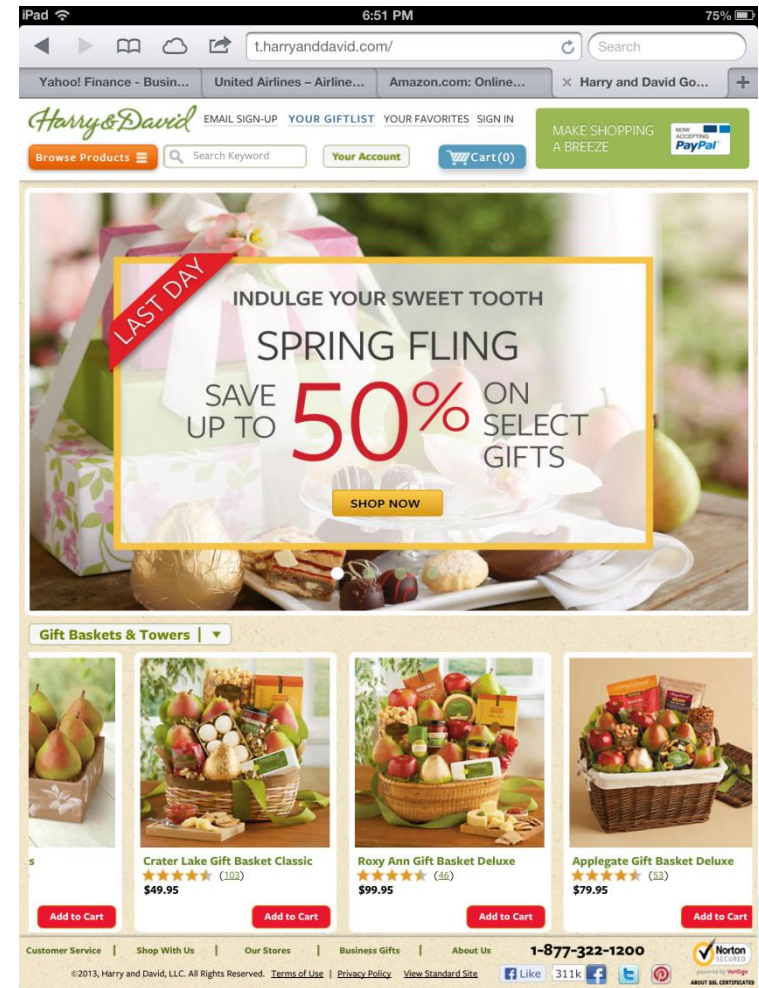 iPad 6:51 PM 75%
t.harryanddavid.com/ Search
Yahoo! Finance - Busin... United Airlines – Airline... Amazon.com: Online... × Harry and David Go... +
Harry & David EMAIL SIGN-UP YOUR GIFTLIST YOUR FAVORITES SIGN IN
Browse Products Search Keyword Your Account Cart(0)
MAKE SHOPPING
A BREEZE
NOW
ACCEPTING
PayPal
LAST DAY
INDULGE YOUR SWEET TOOTH
SPRING FLING
SAVE
UP TO
50%
ON
SELECT
GIFTS
SHOP NOW
Gift Baskets & Towers | ▼
s
Add to Cart
Crater Lake Gift Basket Classic
(103)
$49.95
Add to Cart
Roxy Ann Gift Basket Deluxe
(46)
$99.95
Add to Cart
Applegate Gift Basket Deluxe
(53)
$79.95
Add to Cart
Customer Service | Shop With Us | Our Stores | Business Gifts | About Us 1-877-322-1200
©2013, Harry and David, LLC. All Rights Reserved. Terms of Use | Privacy Policy View Standard Site
Like 311k
Norton
SECURED
powered by VeriSign
ABOUT SSL CERTIFICATES